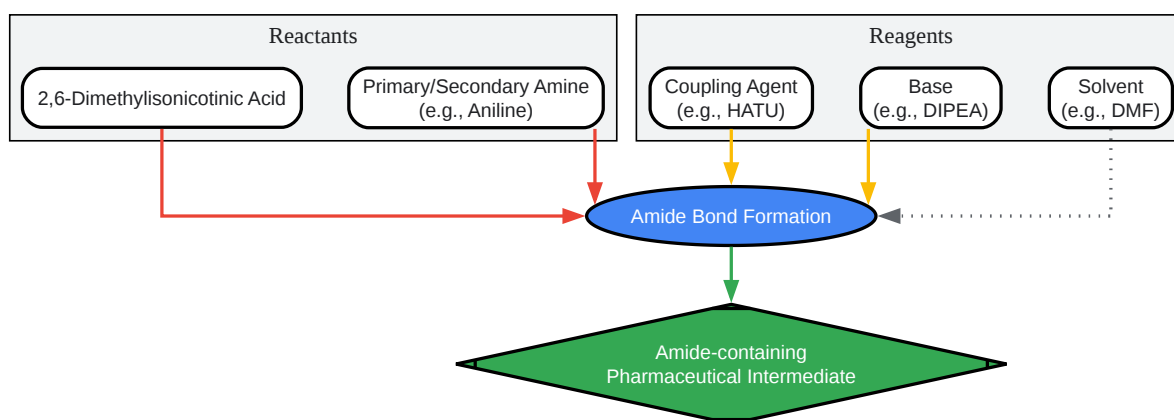 Reactants
Reagents
2,6-Dimethylisonicotinic Acid
Primary/Secondary Amine
(e.g., Aniline)
Coupling Agent
(e.g., HATU)
Base
(e.g., DIPEA)
Solvent
(e.g., DMF)
Amide Bond Formation
Amide-containing
Pharmaceutical Intermediate